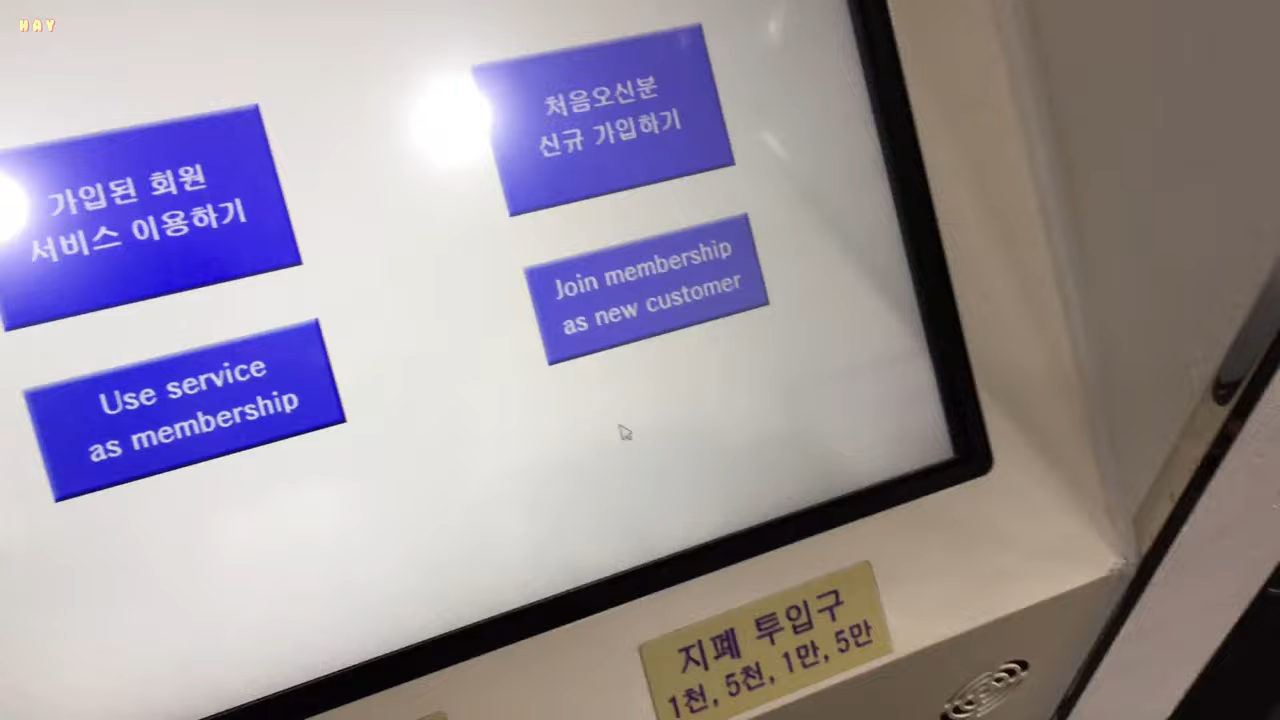 HAY
가입된 회원
서비스 이용하기
처음오신분
신규 가입하기
Use service
as membership
Join membership
as new customer
지폐 투입구
1천, 5천, 1만, 5만